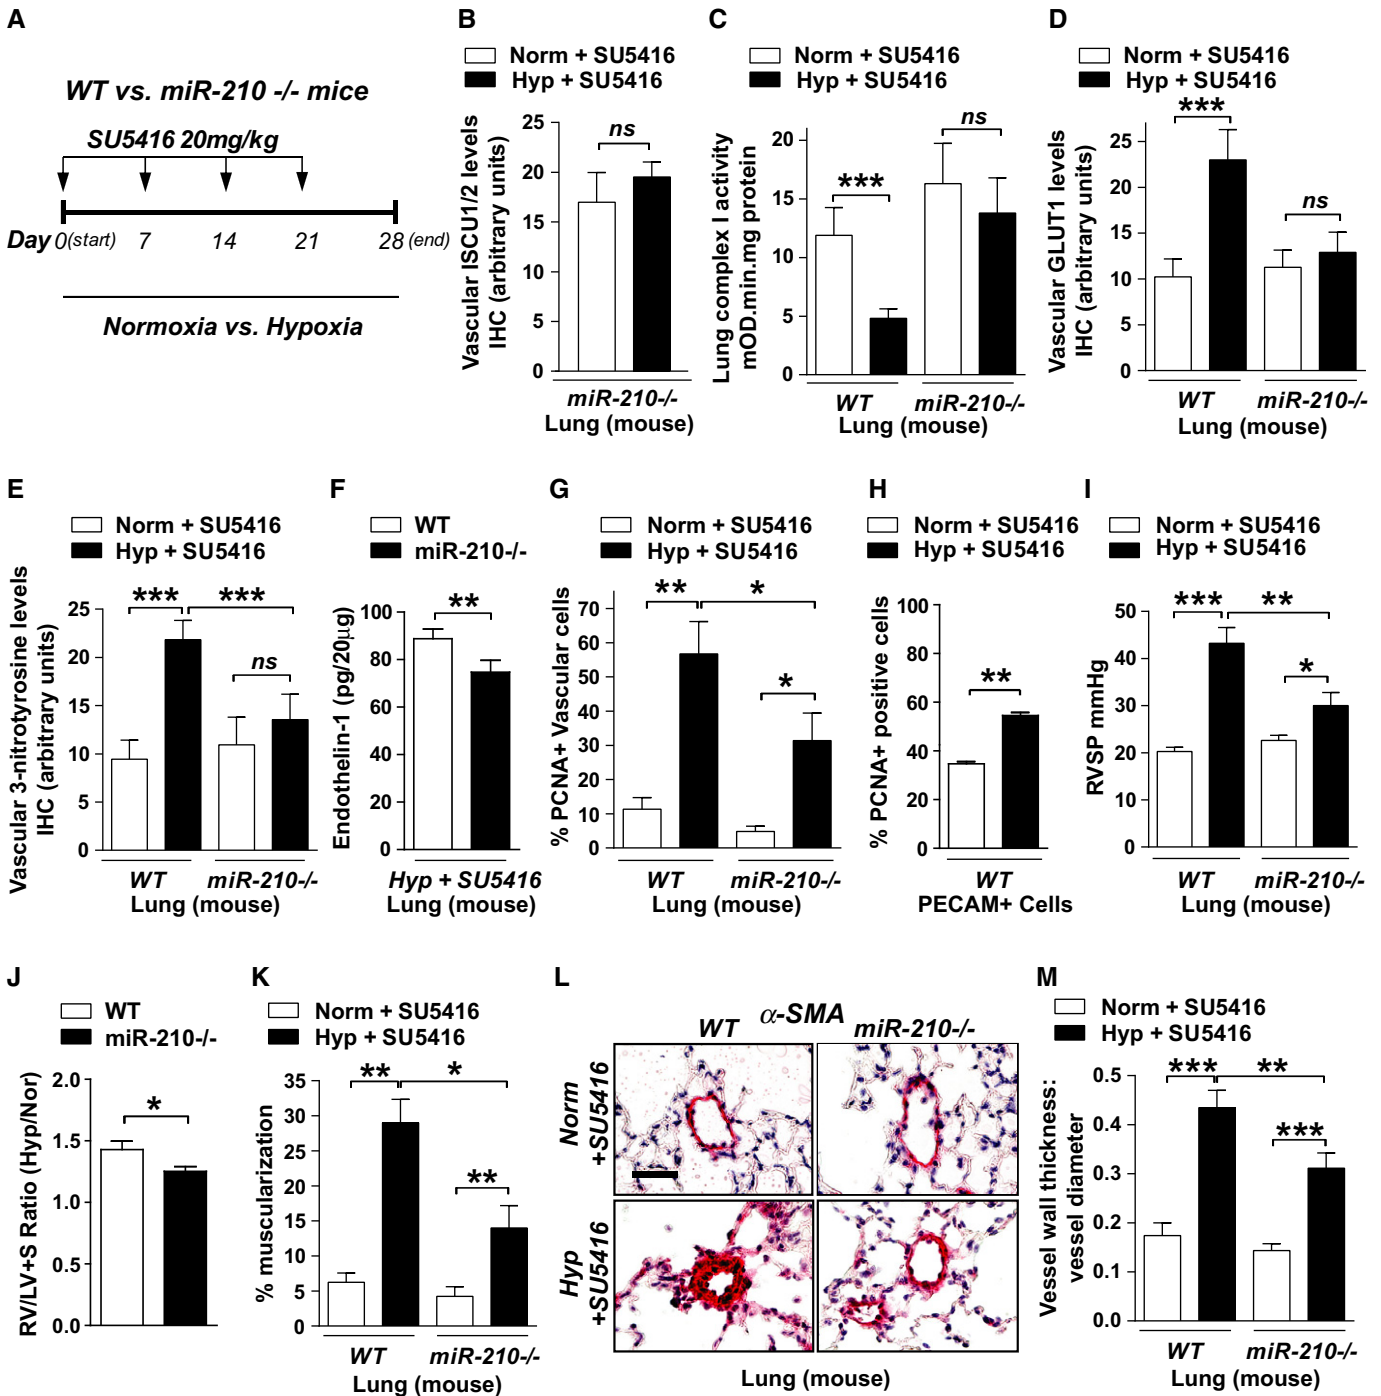 A
WT vs. miR-210 -/- mice
SU5416 20mg/kg
Day 0(start) 7 14 21 28 (end)
Normoxia vs. Hypoxia
B
Norm + SU5416
Hyp + SU5416
Vascular ISCU1/2 levels
IHC (arbitrary units)
25
20
15
10
5
0
ns
miR-210-/-
Lung (mouse)
C
Norm + SU5416
Hyp + SU5416
Lung complex I activity
mOD.min.mg protein
20
15
10
5
0
***
ns
WT miR-210-/-
Lung (mouse)
D
Norm + SU5416
Hyp + SU5416
Vascular GLUT1 levels
IHC (arbitrary units)
25
20
15
10
5
0
***
ns
WT miR-210-/-
Lung (mouse)
E
Norm + SU5416
Hyp + SU5416
Vascular 3-nitrotyrosine levels
IHC (arbitrary units)
25
20
15
10
5
0
*** ***
ns
WT miR-210-/-
Lung (mouse)
F
WT
miR-210-/-
Endothelin-1 (pg/20µg)
100
80
60
40
20
0
**
Hyp + SU5416
Lung (mouse)
G
Norm + SU5416
Hyp + SU5416
% PCNA+ Vascular cells
70
60
50
40
30
20
10
0
** *
*
WT miR-210-/-
Lung (mouse)
H
Norm + SU5416
Hyp + SU5416
% PCNA+ positive cells
100
80
60
40
20
0
**
WT
PECAM+ Cells
I
Norm + SU5416
Hyp + SU5416
RVSP mmHg
50
40
30
20
10
0
*** **
*
WT miR-210-/-
Lung (mouse)
J
WT
miR-210-/-
RV/LV+S Ratio (Hyp/Nor)
2.0
1.5
1.0
0.5
0.0
*
K
Norm + SU5416
Hyp + SU5416
% muscularization
35
30
25
20
15
10
5
0
** *
**
WT miR-210-/-
Lung (mouse)
L
α-SMA
WT miR-210-/-
Norm
+SU5416
Hyp
+SU5416
Lung (mouse)
M
Norm + SU5416
Hyp + SU5416
Vessel wall thickness:
vessel diameter
0.5
0.4
0.3
0.2
0.1
0.0
*** **
***
WT miR-210-/-
Lung (mouse)